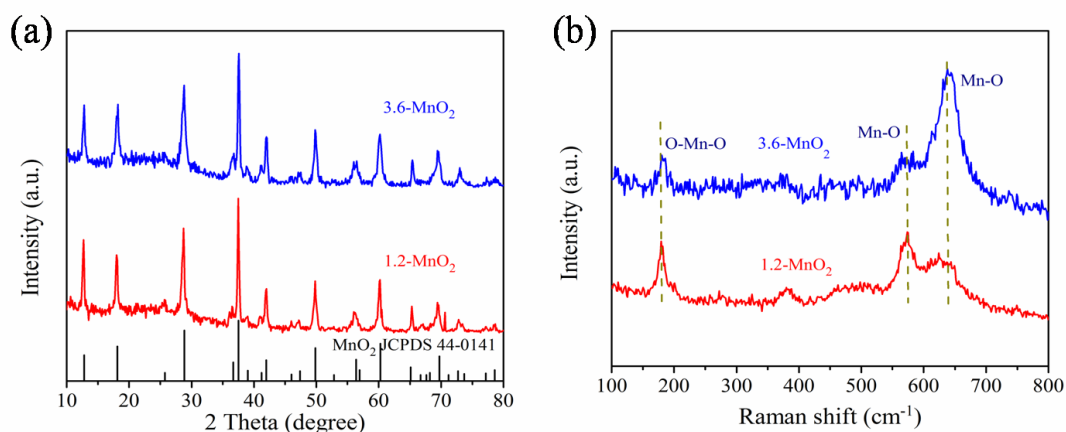 (a)
Intensity (a.u.)
3.6-MnO₂
1.2-MnO₂
MnO₂ JCPDS 44-0141
10 20 30 40 50 60 70 80
2 Theta (degree)
(b)
Intensity (a.u.)
Mn-O
Mn-O
O-Mn-O
3.6-MnO₂
1.2-MnO₂
100 200 300 400 500 600 700 800
Raman shift (cm⁻¹)